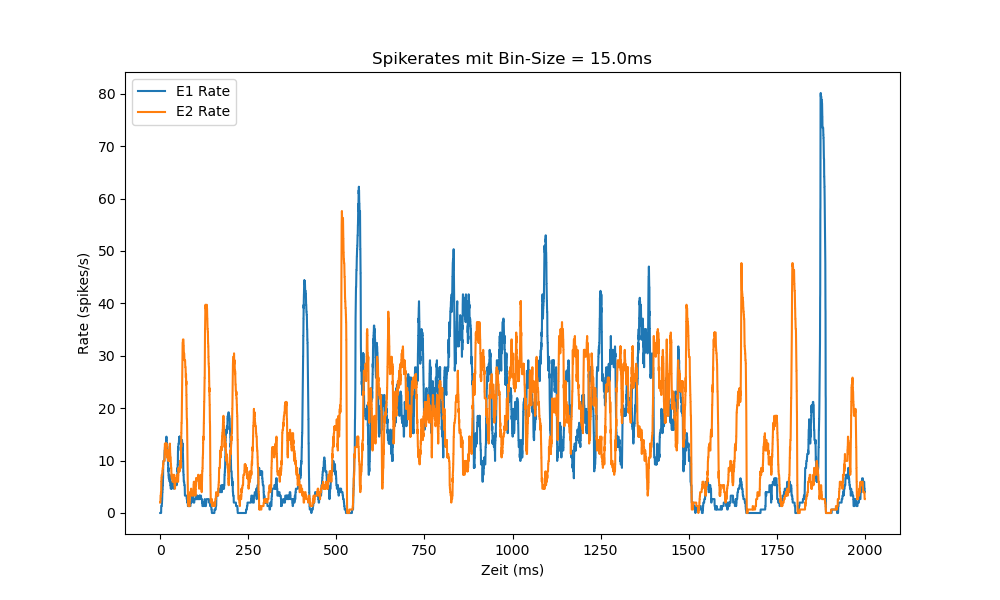 Spikerates mit Bin-Size = 15.0ms
E1 Rate
E2 Rate
80
70
60
50
40
30
20
10
0
Rate (spikes/s)
0 250 500 750 1000 1250 1500 1750 2000
Zeit (ms)